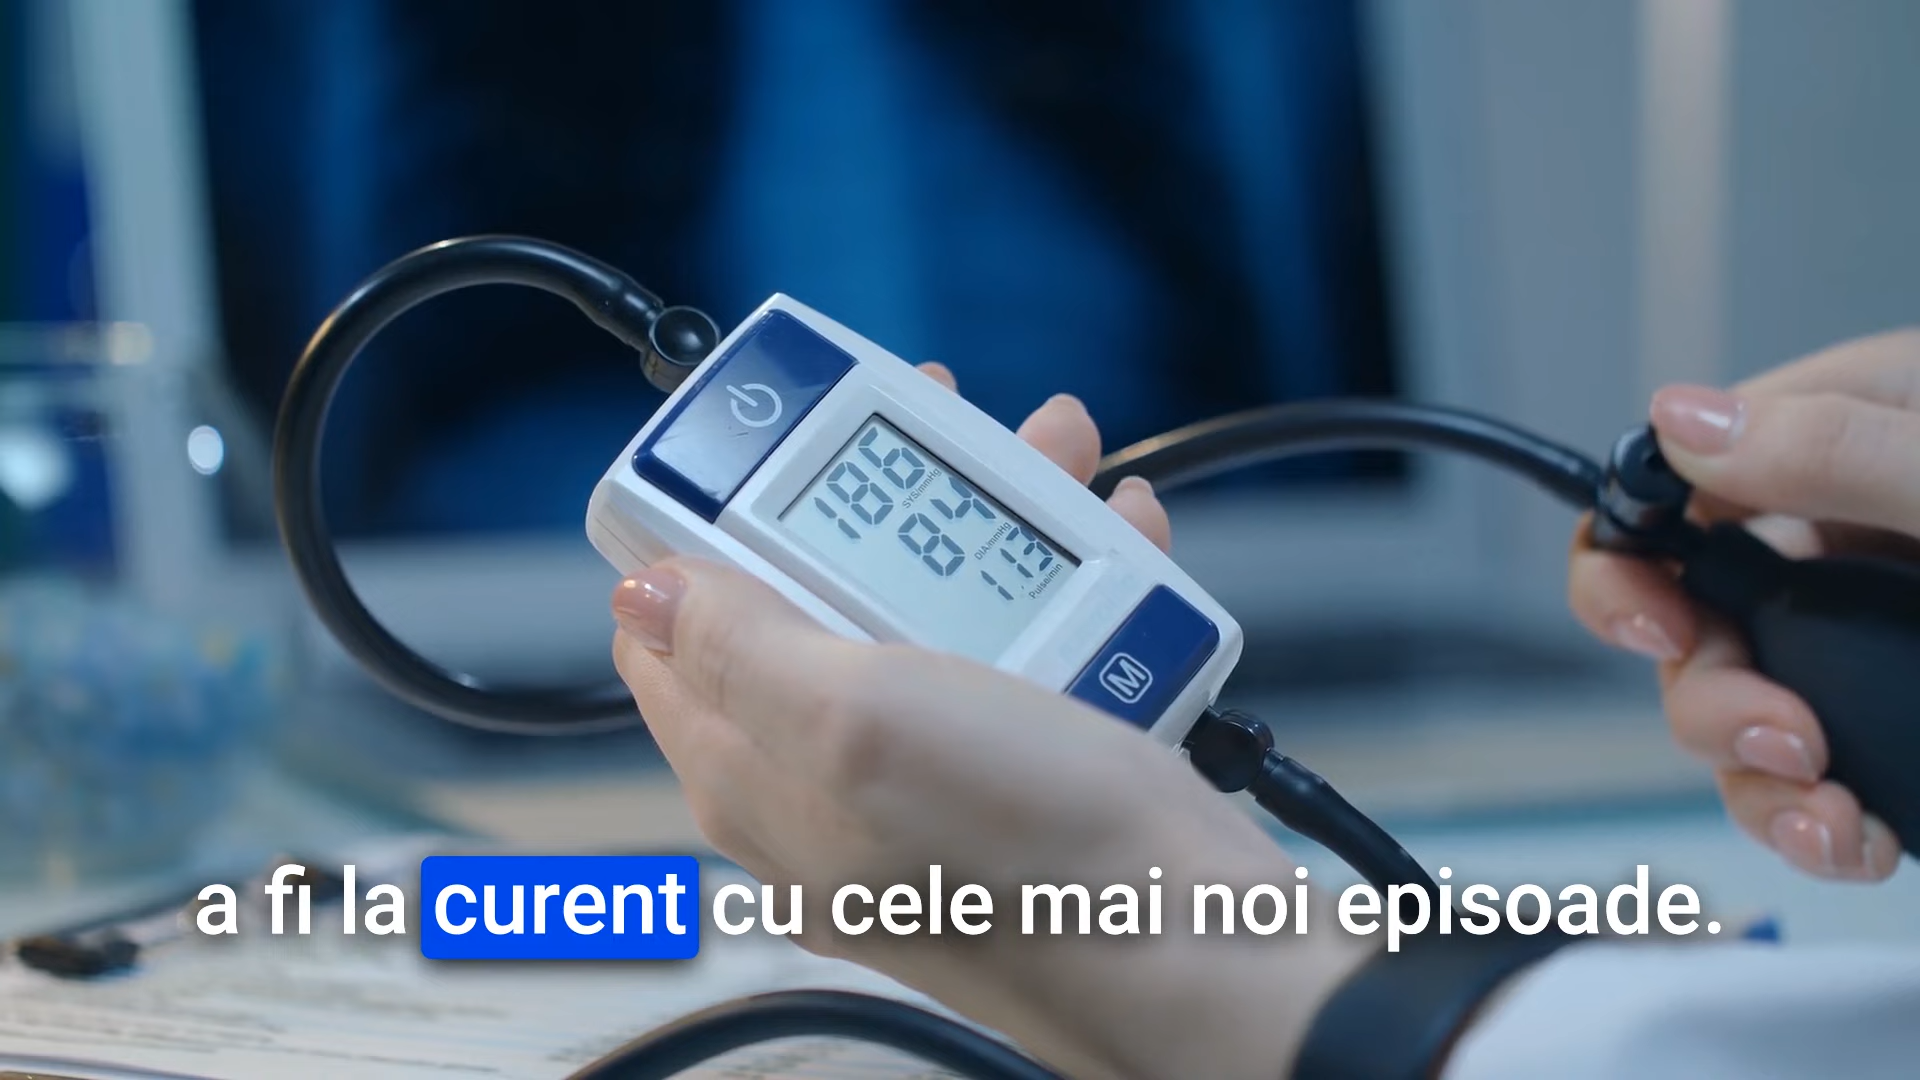 186
SYS/mmHg
84
DIA/mmHg
113
Pulse/min
M
a fi la curent cu cele mai noi episoade.